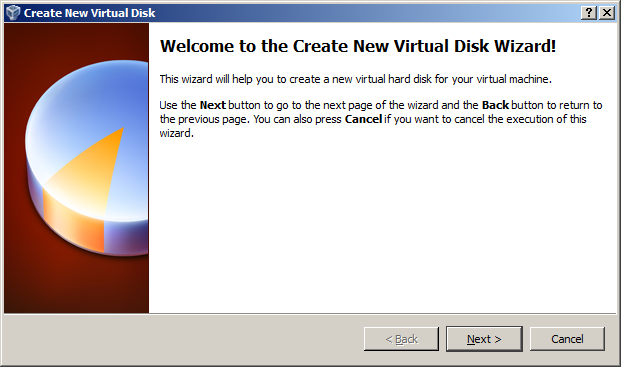 Create New Virtual Disk
Welcome to the Create New Virtual Disk Wizard!
This wizard will help you to create a new virtual hard disk for your virtual machine.
Use the Next button to go to the next page of the wizard and the Back button to return to
the previous page. You can also press Cancel if you want to cancel the execution of this
wizard.
< Back Next > Cancel